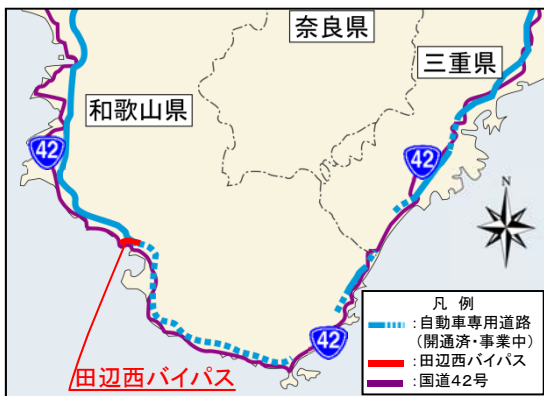 奈良県
三重県
和歌山県
42
42
N
42
田辺西バイパス
凡 例
:自動車専用道路
(開通済・事業中)
:田辺西バイパス
:国道42号